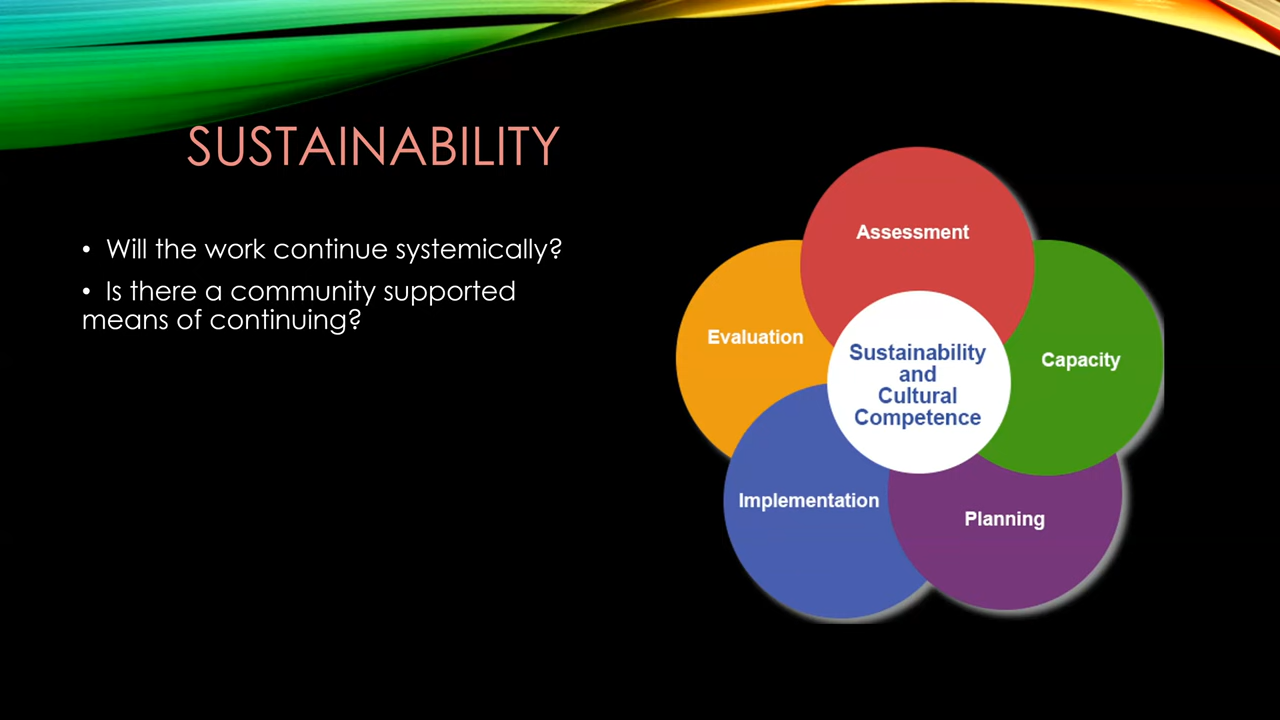 SUSTAINABILITY
• Will the work continue systemically?
• Is there a community supported
means of continuing?
Assessment
Evaluation
Sustainability
and
Cultural
Competence
Capacity
Implementation
Planning